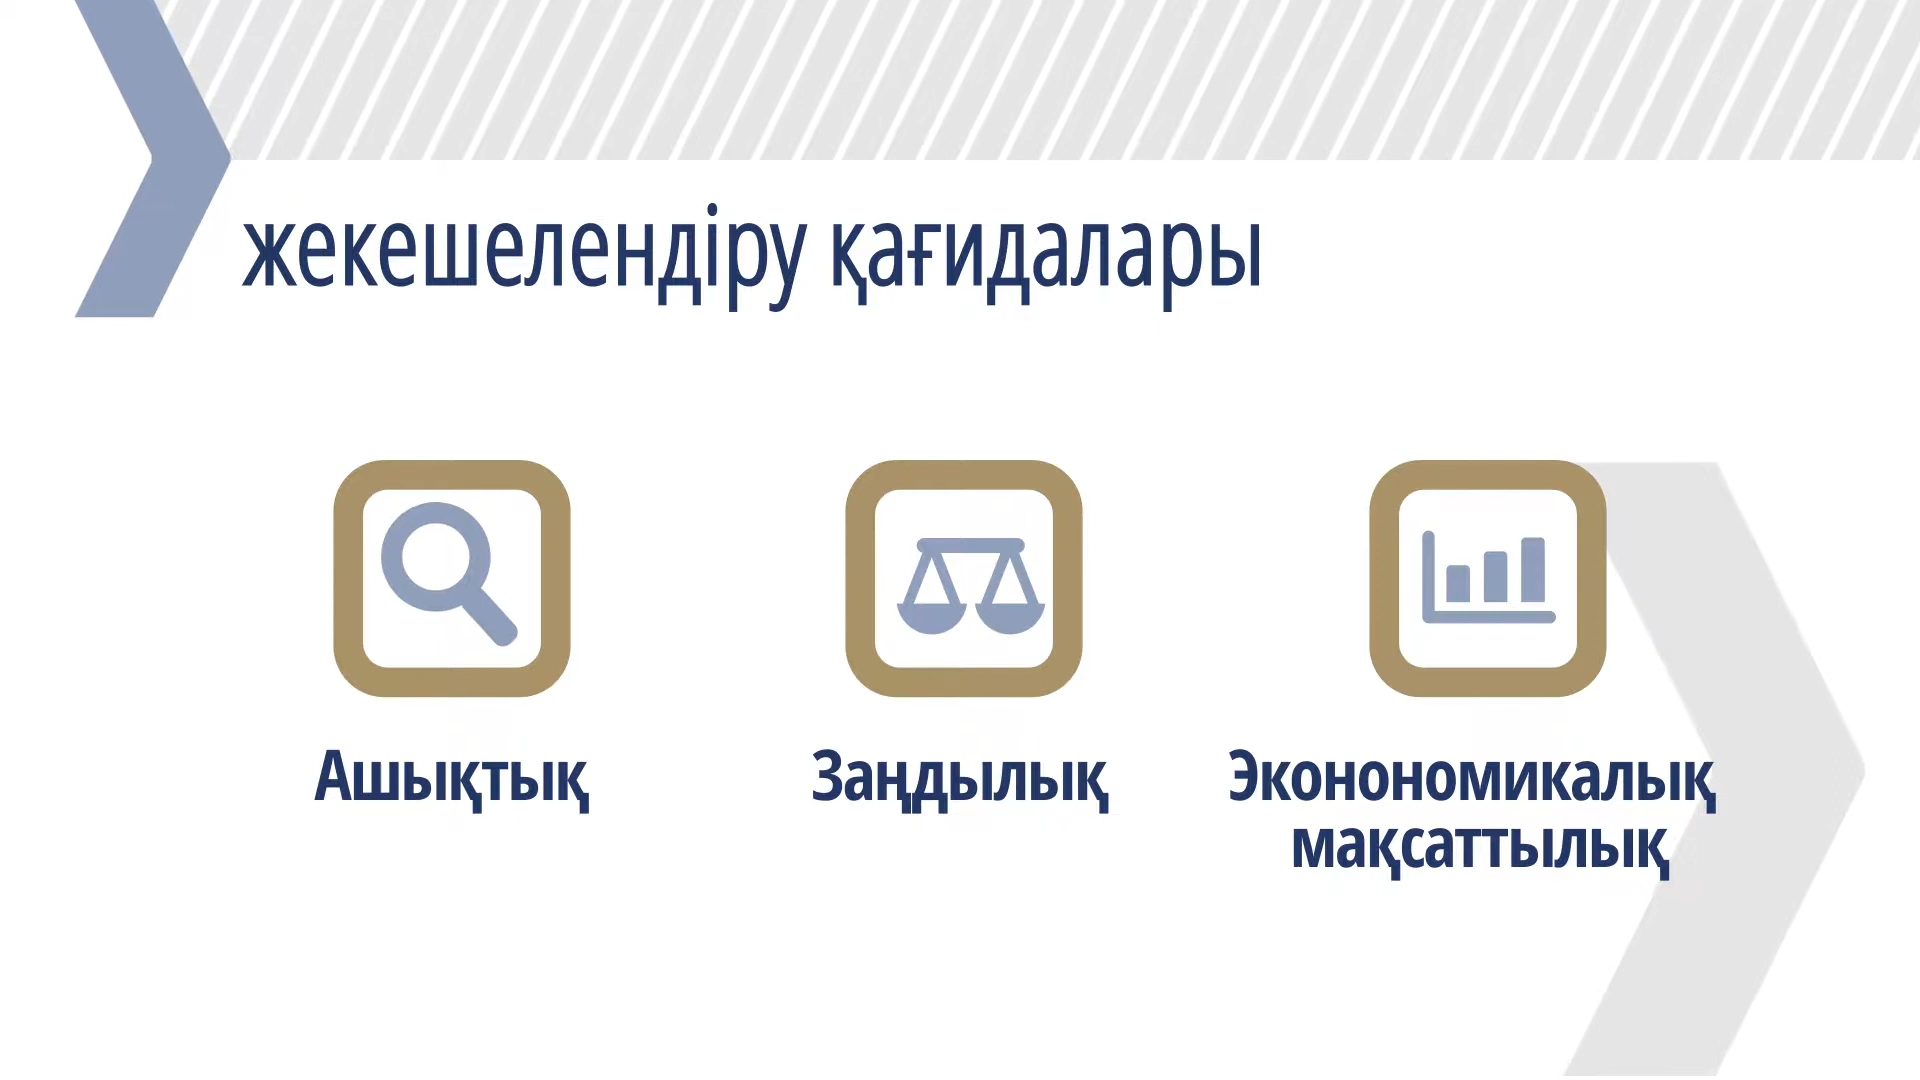 жекешелендіру қағидалары
Ашықтық
Заңдылық
Эконономикалық
мақсаттылық